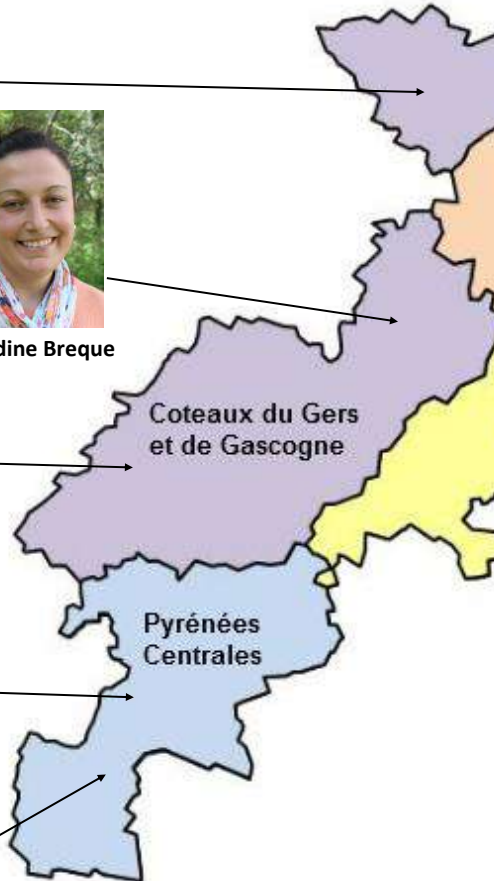 dine Breque
Coteaux du Gers
et de Gascogne
Pyrénées
Centrales